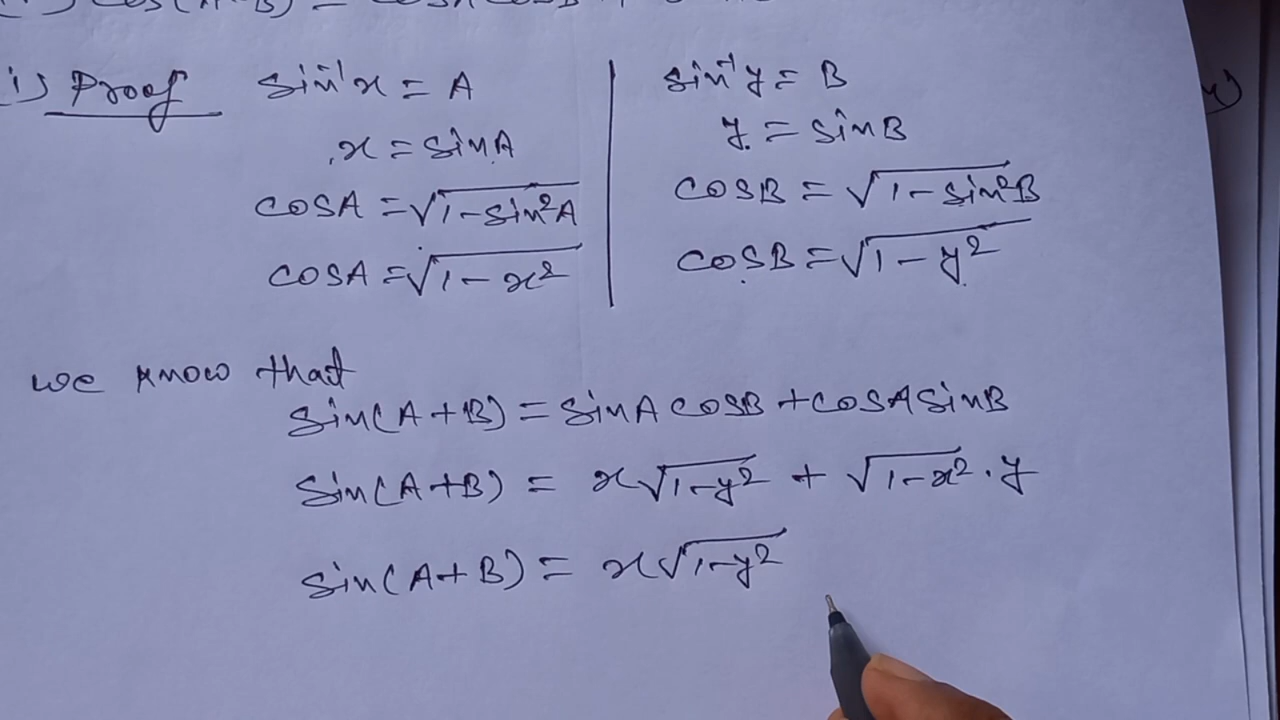 i) Proof sin⁻¹x = A
x = sinA
cosA = √1-sin²A
cosA = √1-x²
sin⁻¹y = B
y = sinB
cosB = √1-sin²B
cosB = √1-y²
we know that
sin(A+B) = sinA cosB + cosA sinB
sin(A+B) = x√1-y² + √1-x² . y
sin(A+B) = x√1-y²